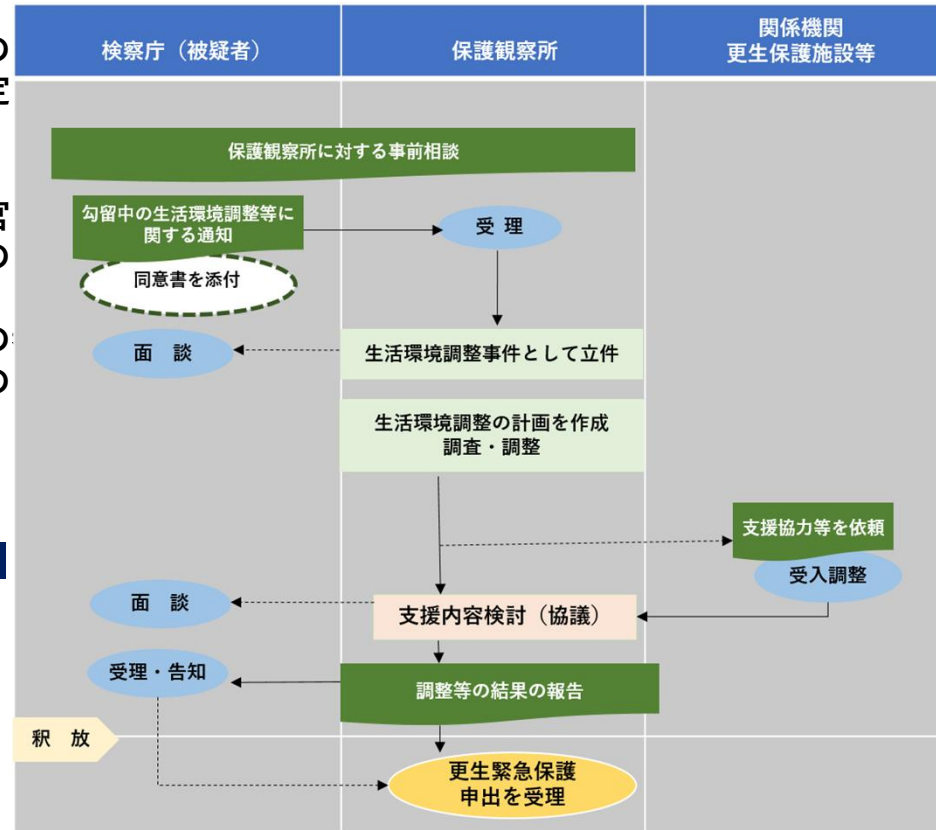 検察庁（被疑者）
保護観察所
関係機関
更生保護施設等
の
定
官
の
の
の
保護観察所に対する事前相談
勾留中の生活環境調整等に
関する通知
同意書を添付
受 理
面 談
生活環境調整事件として立件
生活環境調整の計画を作成
調査・調整
支援協力等を依頼
受入調整
面 談
支援内容検討（協議）
受理・告知
調整等の結果の報告
釈 放
更生緊急保護
申出を受理